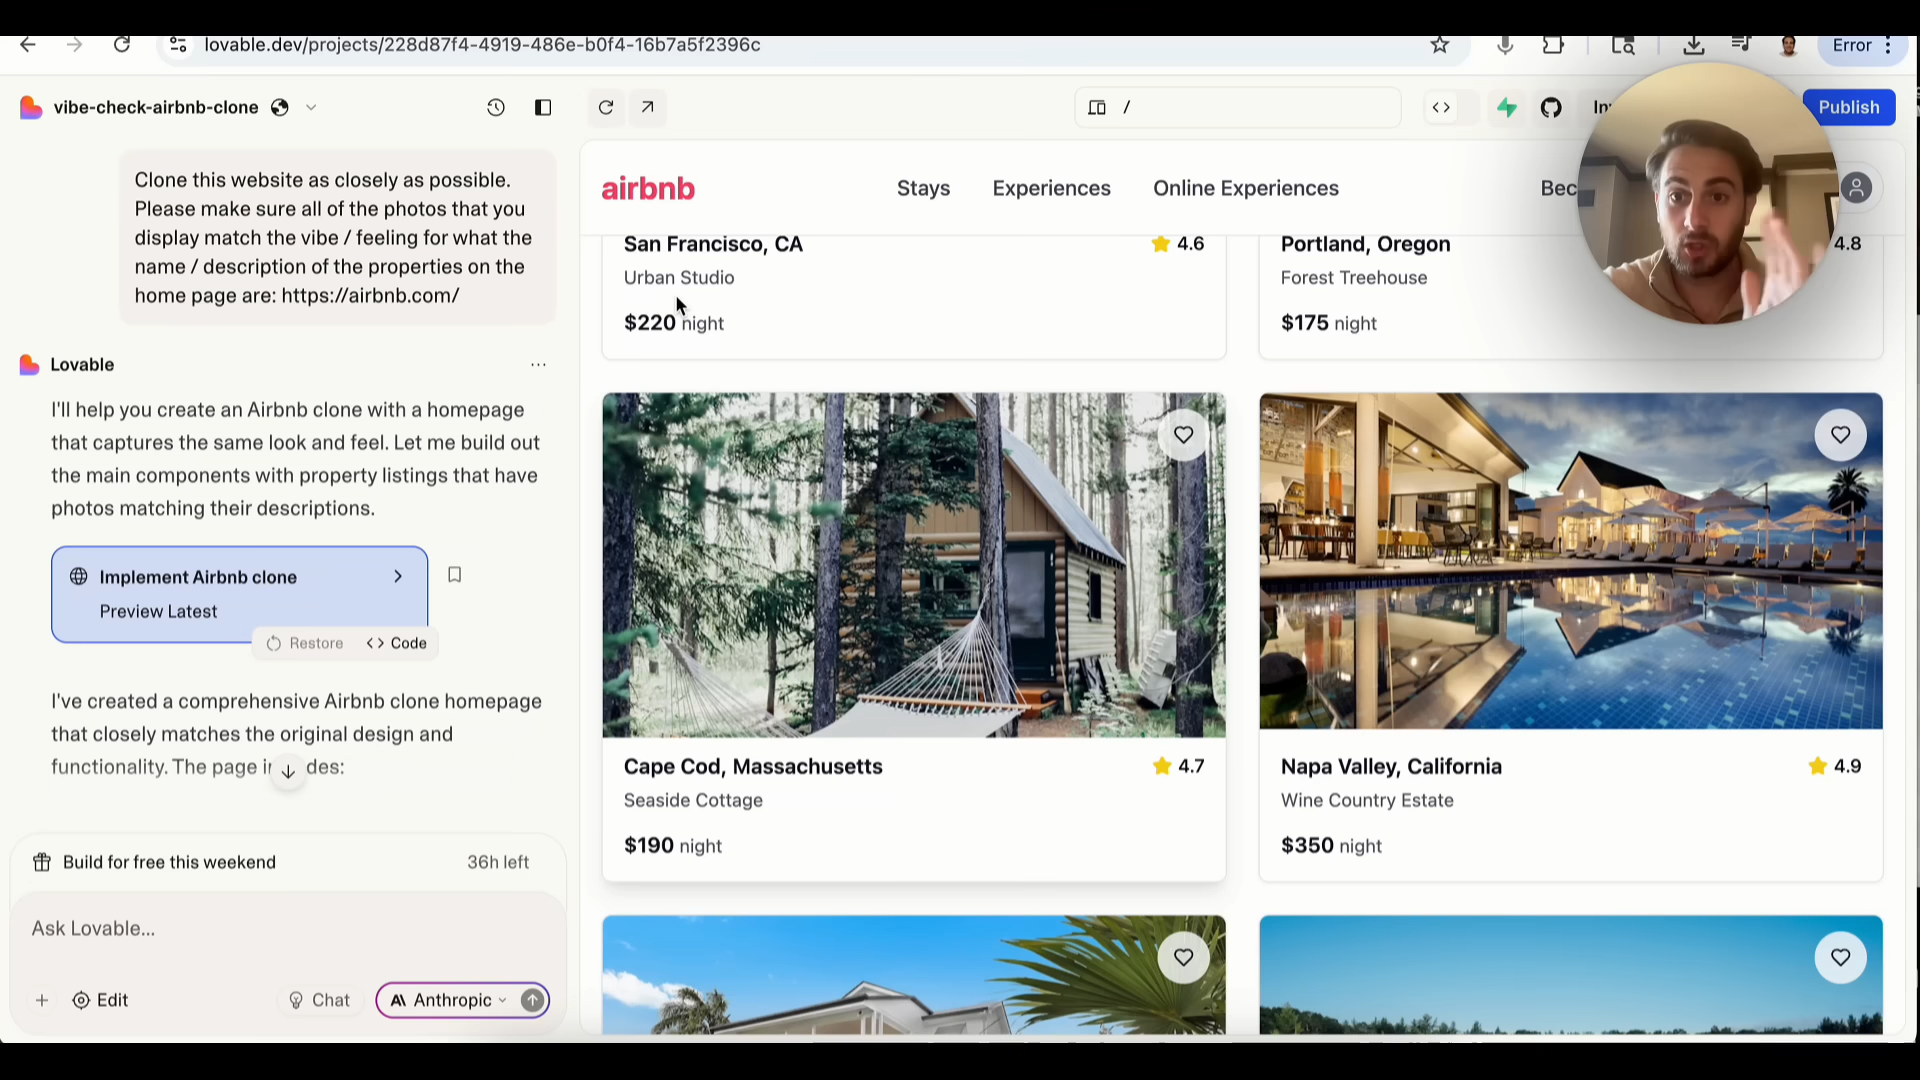 lovable.dev/projects/228d87f4-4919-486e-b0f4-16b7a5f2396c
Error
vibe-check-airbnb-clone
/
Publish
Clone this website as closely as possible.
Please make sure all of the photos that you
display match the vibe / feeling for what the
name / description of the properties on the
home page are: https://airbnb.com/
Lovable
I'll help you create an Airbnb clone with a homepage
that captures the same look and feel. Let me build out
the main components with property listings that have
photos matching their descriptions.
Implement Airbnb clone
Preview Latest
Restore
Code
I've created a comprehensive Airbnb clone homepage
that closely matches the original design and
functionality. The page
Build for free this weekend
36h left
Ask Lovable...
Edit
Chat
Anthropic
airbnb
Stays
Experiences
Online Experiences
San Francisco, CA
4.6
Urban Studio
$220 night
Portland, Oregon
4.8
Forest Treehouse
$175 night
Cape Cod, Massachusetts
4.7
Seaside Cottage
$190 night
Napa Valley, California
4.9
Wine Country Estate
$350 night